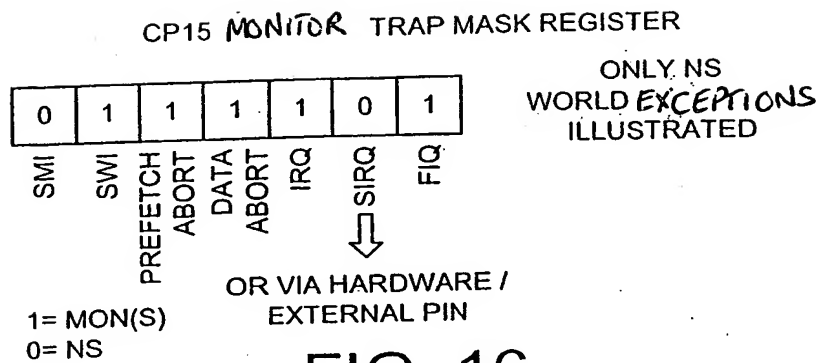 CP15 MONITOR TRAP MASK REGISTER
ONLY NS
WORLD EXCEPTIONS
ILLUSTRATED
0 1 1 1 1 0 1
SMI
SWI
PREFETCH
ABORT
DATA
ABORT
IRQ
SIRQ
FIQ
OR VIA HARDWARE /
EXTERNAL PIN
1= MON(S)
0= NS